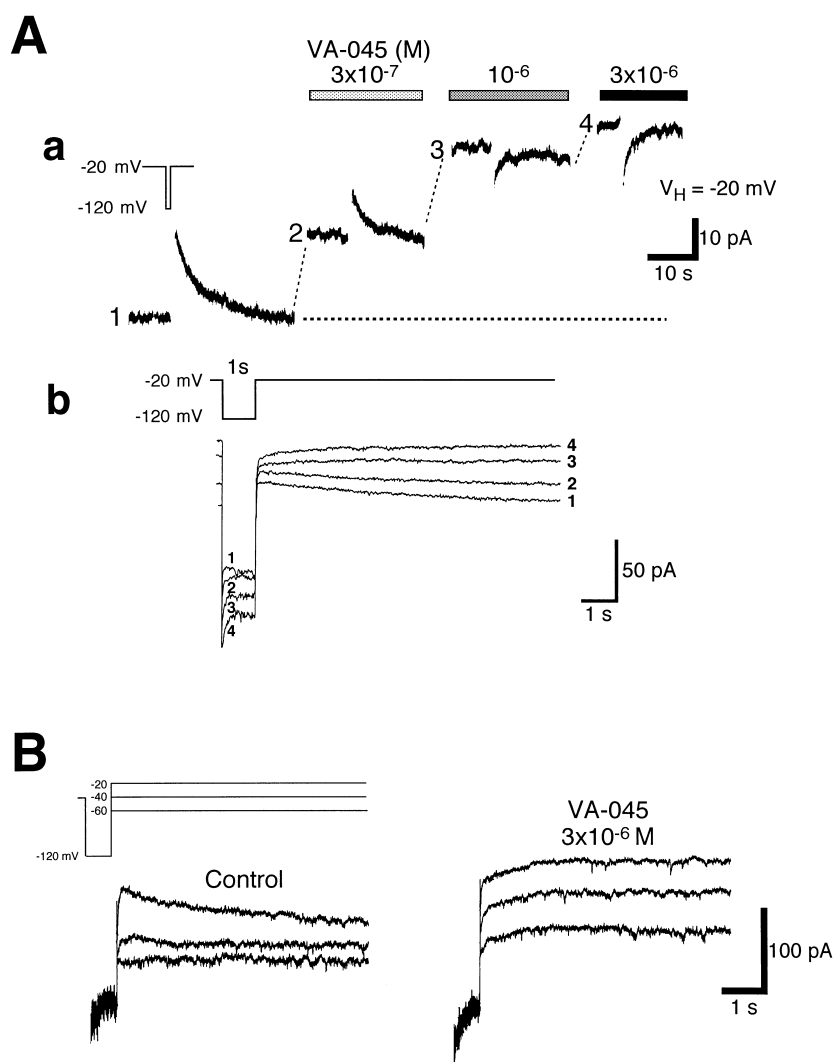 A
VA-045 (M)
3x10-7
10-6
3x10-6
a
-20 mV
-120 mV
1
2
3
4
VH = -20 mV
10 pA
10 s
b
1s
-20 mV
-120 mV
4
3
2
1
1
2
3
4
50 pA
1 s
B
-20
-40
-60
-120 mV
Control
VA-045
3x10-6 M
100 pA
1 s